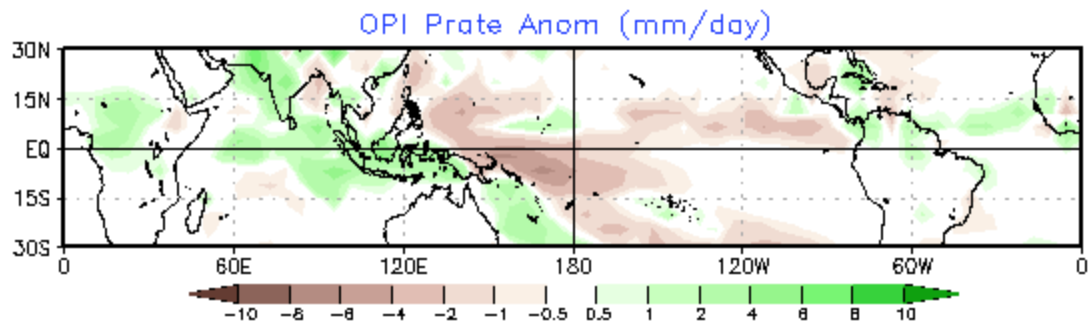 OPI Prate Anom (mm/day)
30N
15N
EQ
15S
30S
0 60E 120E 180 120W 60W 0
-10 -8 -6 -4 -2 -1 -0.5 0.5 1 2 4 6 8 10